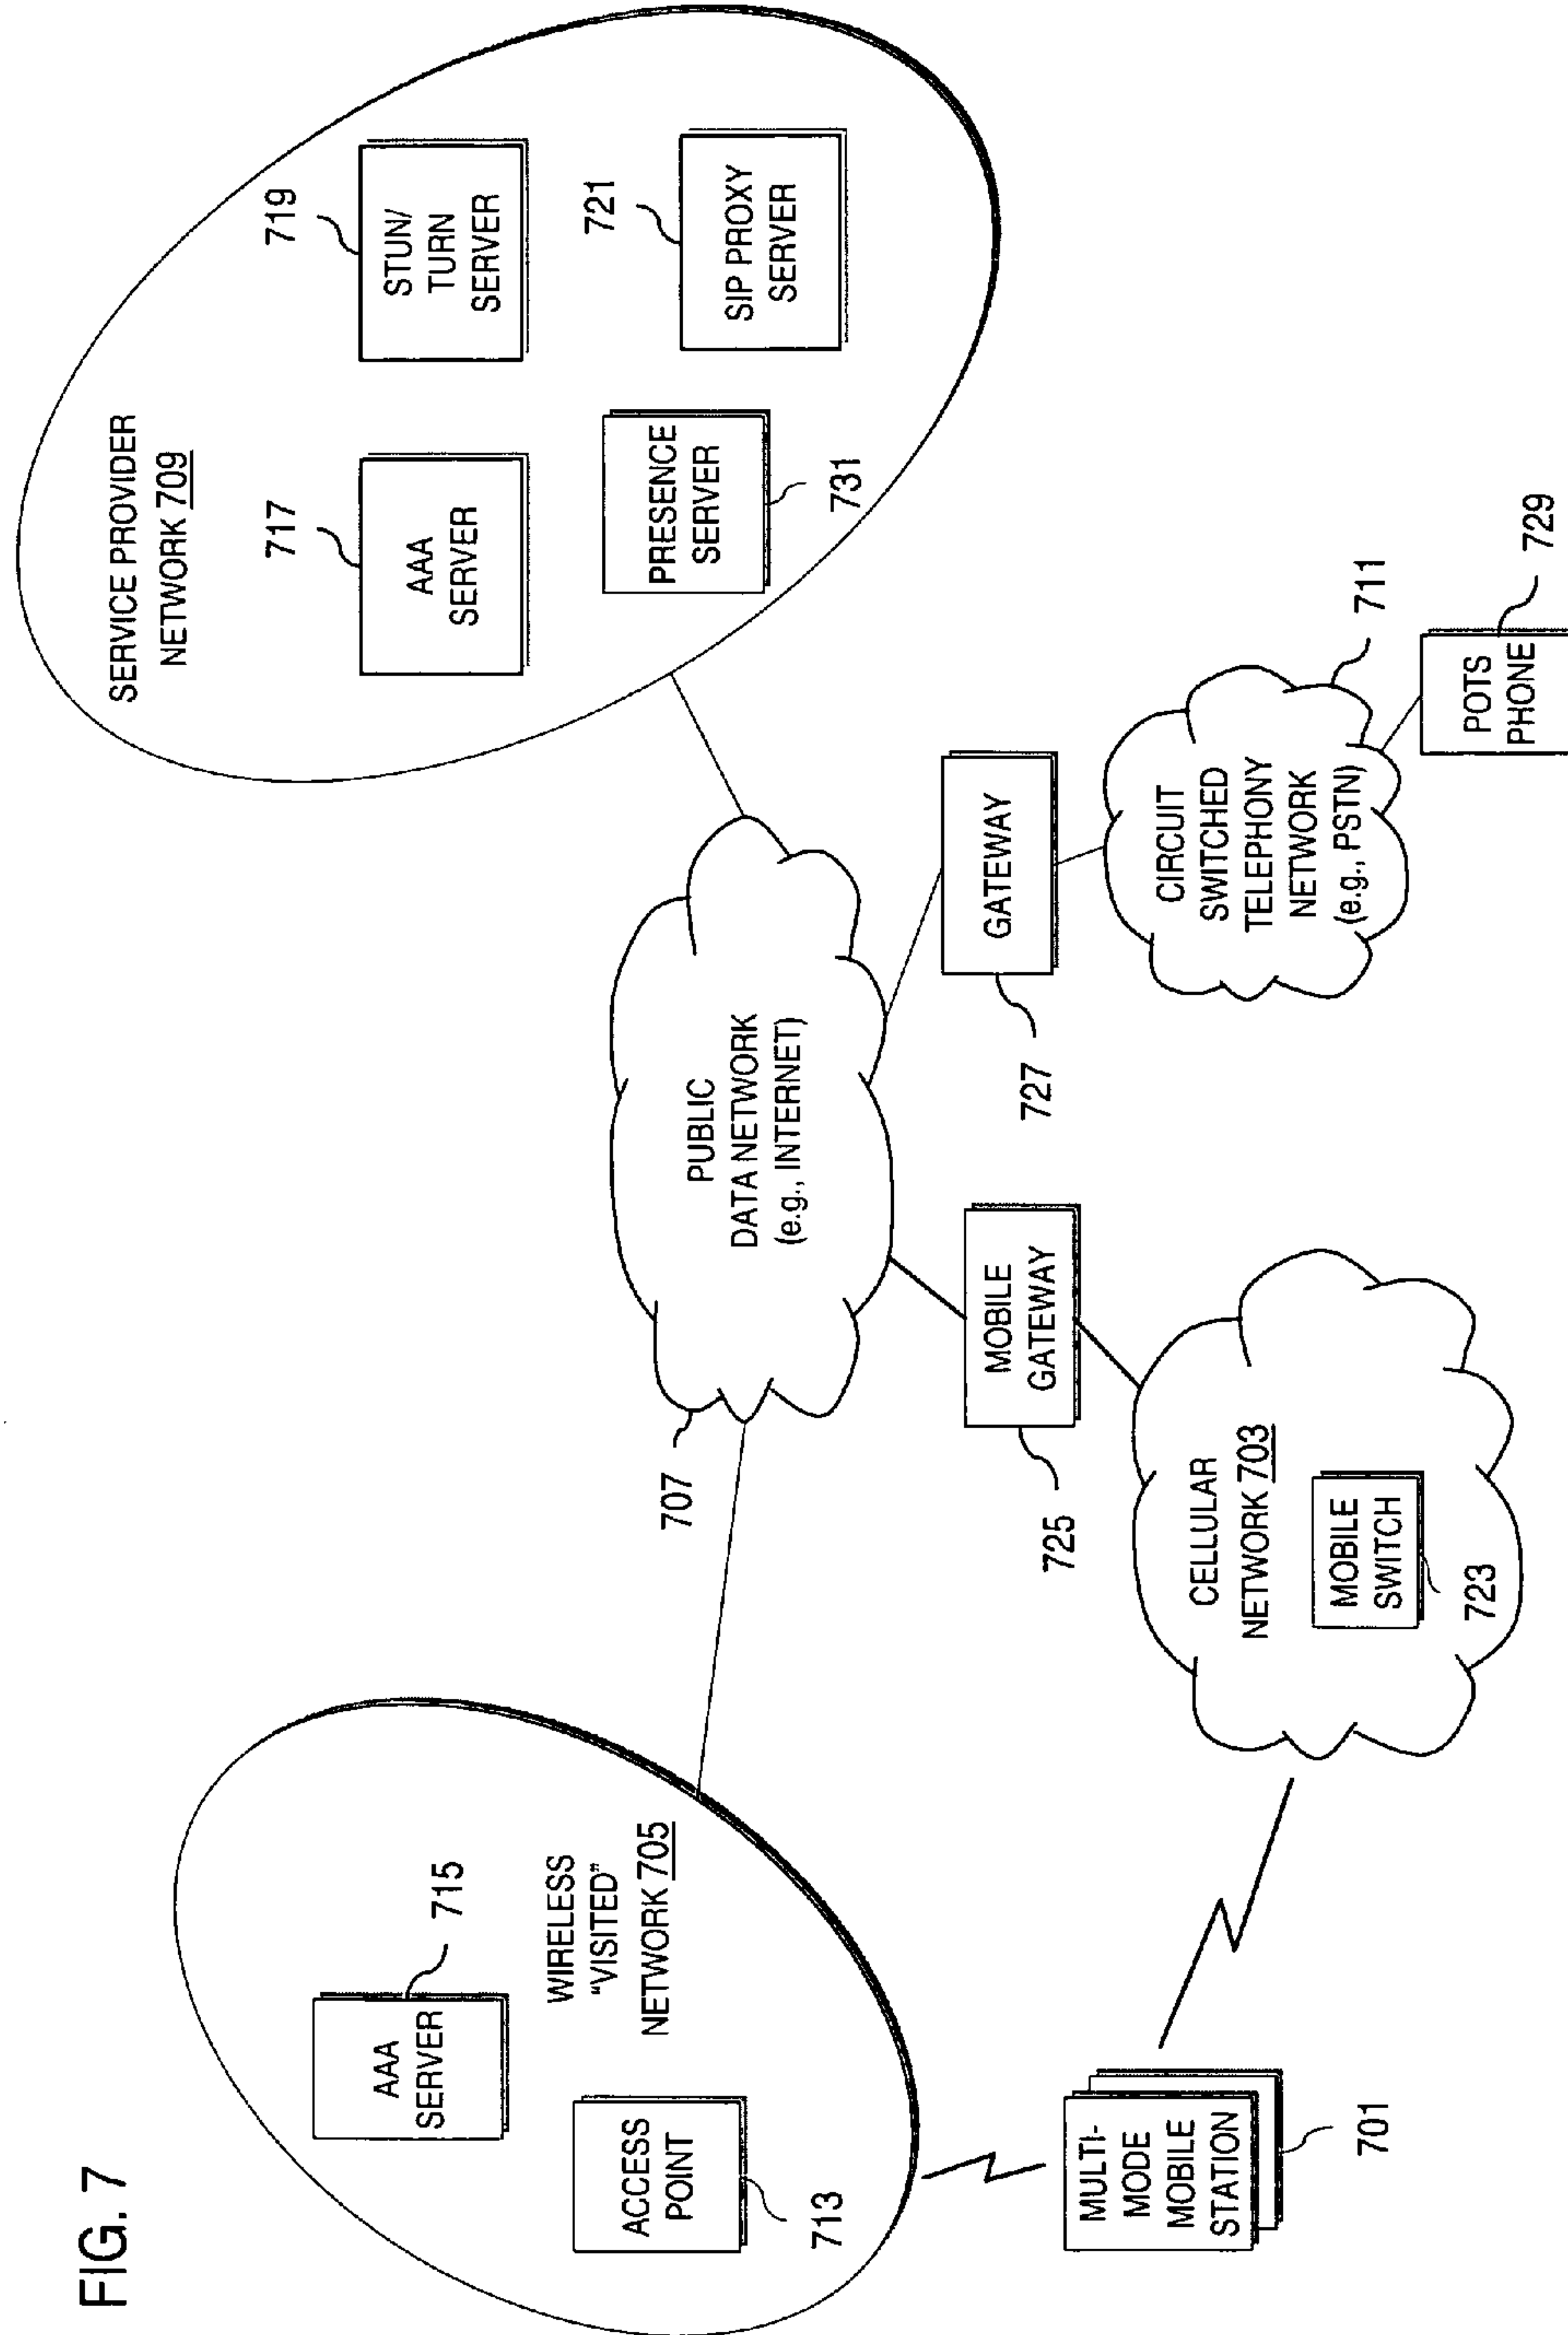 FIG. 7
SERVICE PROVIDER
NETWORK 709
717
AAA
SERVER
719
STUN/
TURN
SERVER
PRESENCE
SERVER
731
721
SIP PROXY
SERVER
715
AAA
SERVER
WIRELESS
“VISITED”
NETWORK 705
ACCESS
POINT
713
707
PUBLIC
DATA NETWORK
(e.g., INTERNET)
MOBILE
GATEWAY
725
GATEWAY
727
MULTI-
MODE
MOBILE
STATION
701
CELLULAR
NETWORK 703
MOBILE
SWITCH
723
CIRCUIT
SWITCHED
TELEPHONY
NETWORK
(e.g., PSTN)
711
POTS
PHONE
729